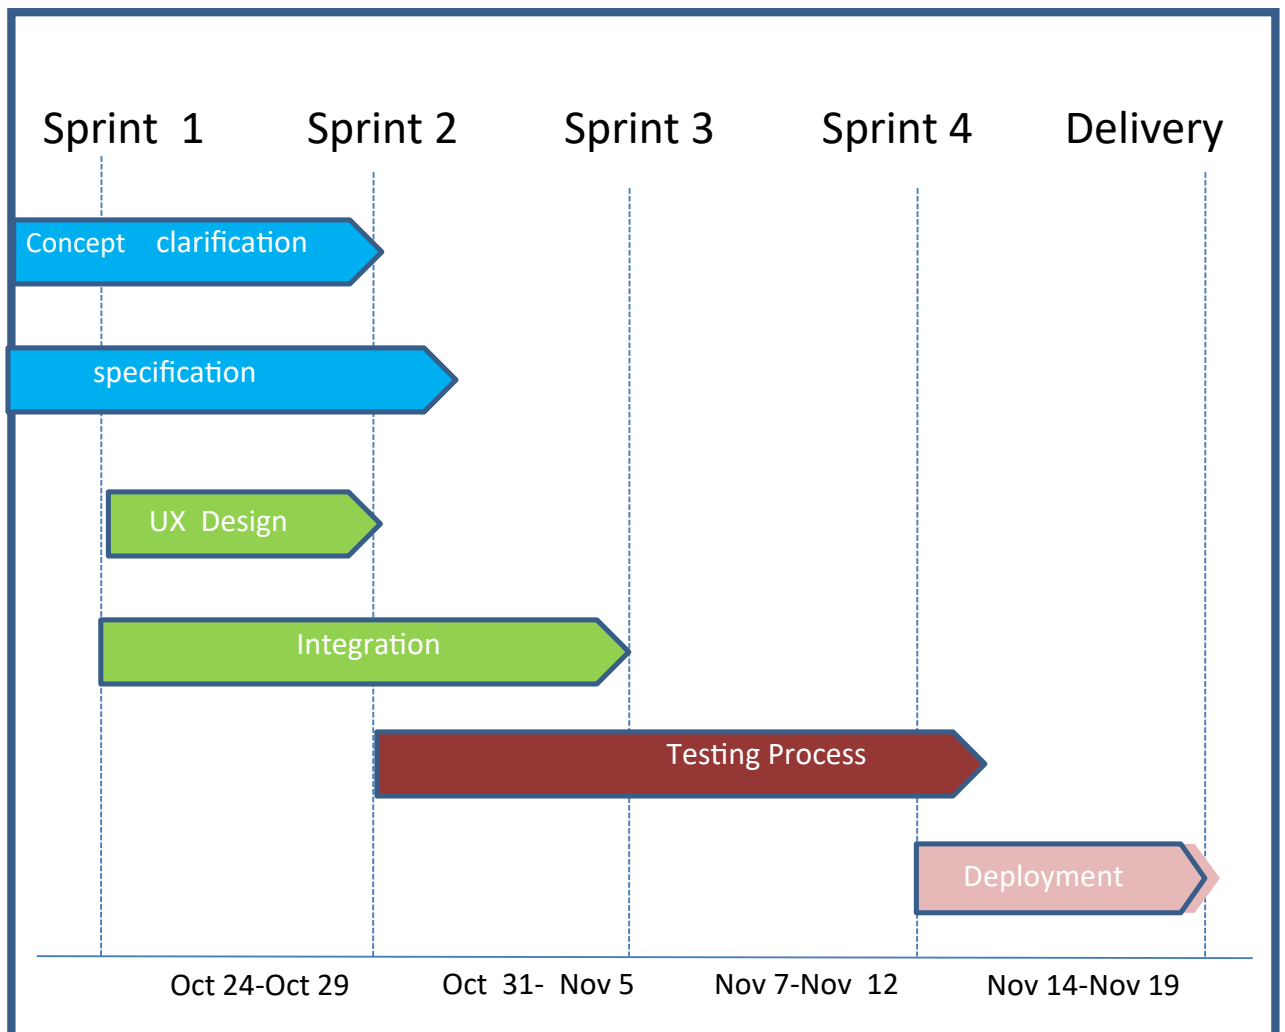 Sprint 1 Sprint 2 Sprint 3 Sprint 4 Delivery
Concept clarification
specification
UX Design
Integration
Testing Process
Deployment
Oct 24-Oct 29 Oct 31- Nov 5 Nov 7-Nov 12 Nov 14-Nov 19